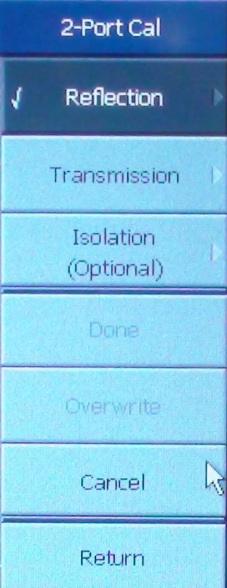 2-Port Cal
√ Reflection
Transmission
Isolation
(Optional)
Done
Overwrite
Cancel
Return